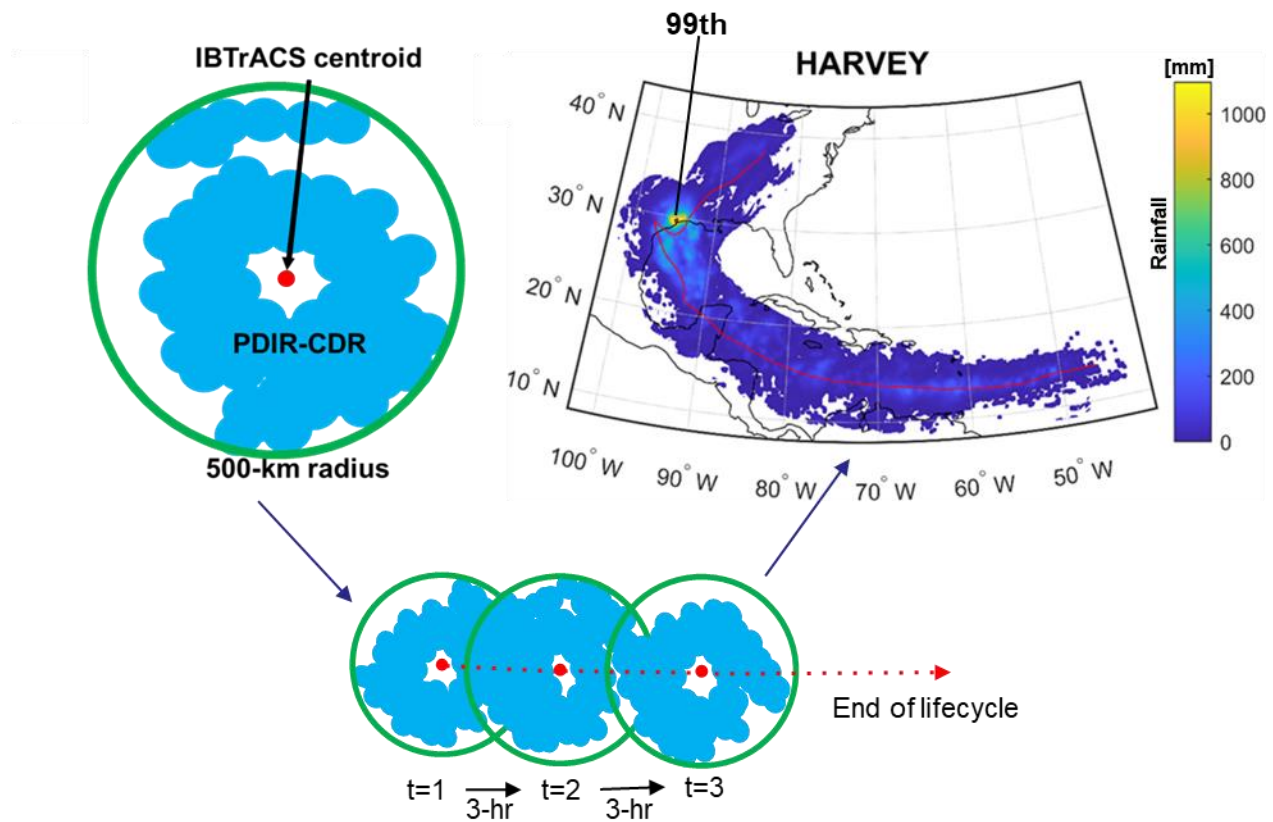 99th
IBTrACS centroid
HARVEY
[mm]
PDIR-CDR
500-km radius
40° N
30° N
20° N
10° N
100° W
90° W
80° W
70° W
60° W
50° W
1000
800
600
400
200
0
Rainfall
End of lifecycle
t=1
3-hr
t=2
3-hr
t=3